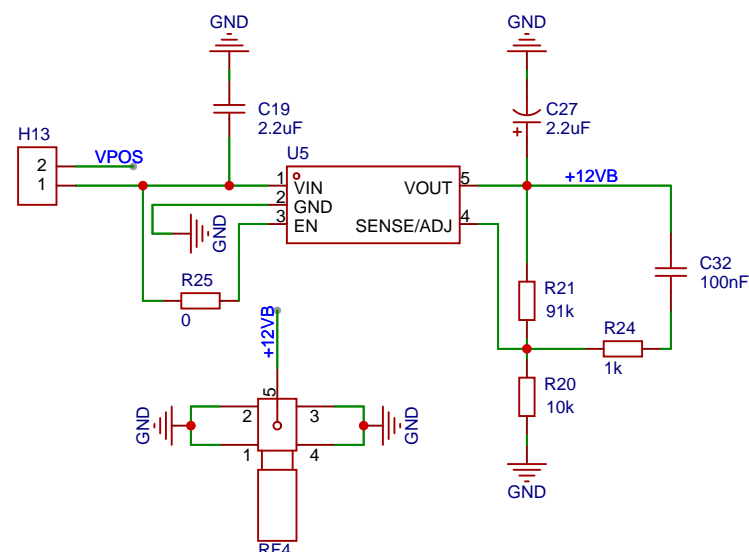 GND
GND
C19
2.2uF
C27
2.2uF
H13
2
1
VPOS
U5
1
2
3
VIN
GND
EN
VOUT
SENSE/ADJ
5
4
+12VB
GND
R25
0
C32
100nF
R21
91k
R24
1k
R20
10k
GND
+12VB
5
GND
2
1
3
4
GND
RF4